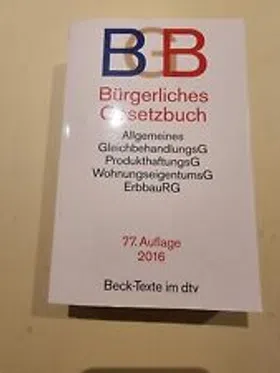 BGB
Bürgerliches
Gesetzbuch
Allgemeines
GleichbehandlungsG
ProdukthaftungsG
WohnungseigentumsG
ErbbauRG
77. Auflage
2016
Beck-Texte im dtv